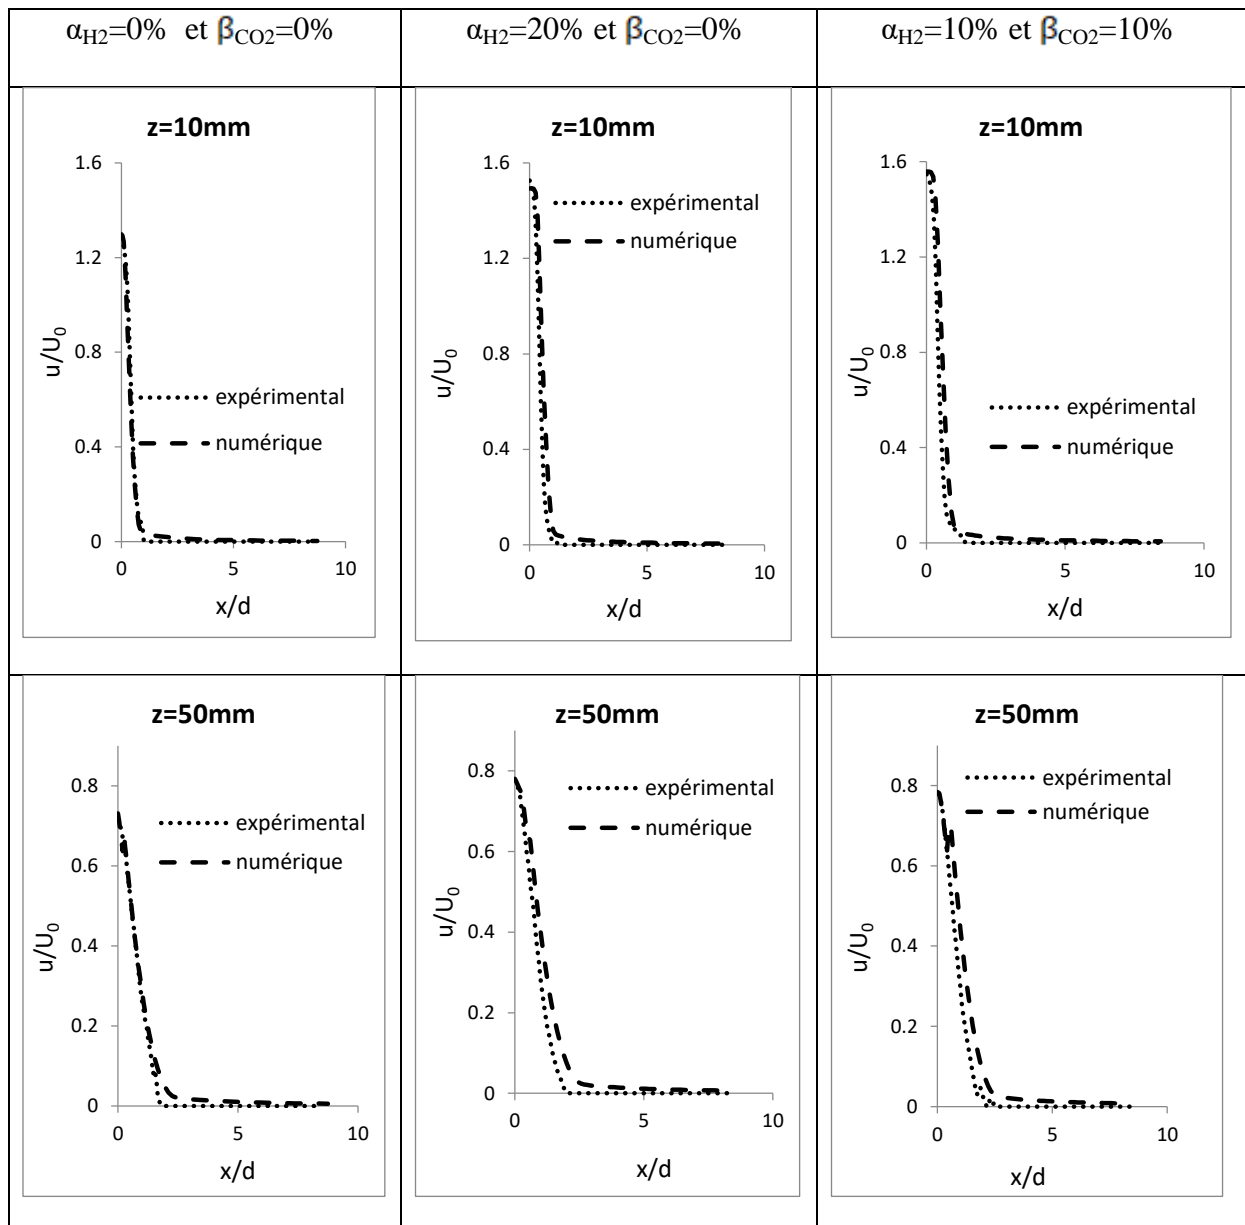 αH2=0% et βCO2=0%
αH2=20% et βCO2=0%
αH2=10% et βCO2=10%
z=10mm
1.6
1.2
0.8
0.4
0
u/U0
expérimental
numérique
0 5 10
x/d
z=10mm
1.6
1.2
0.8
0.4
0
u/U0
expérimental
numérique
0 5 10
x/d
z=10mm
1.6
1.2
0.8
0.4
0
u/U0
expérimental
numérique
0 5 10
x/d
z=50mm
0.8
0.6
0.4
0.2
0
u/U0
expérimental
numérique
0 5 10
x/d
z=50mm
0.8
0.6
0.4
0.2
0
u/U0
expérimental
numérique
0 5 10
x/d
z=50mm
0.8
0.6
0.4
0.2
0
u/U0
expérimental
numérique
0 5 10
x/d